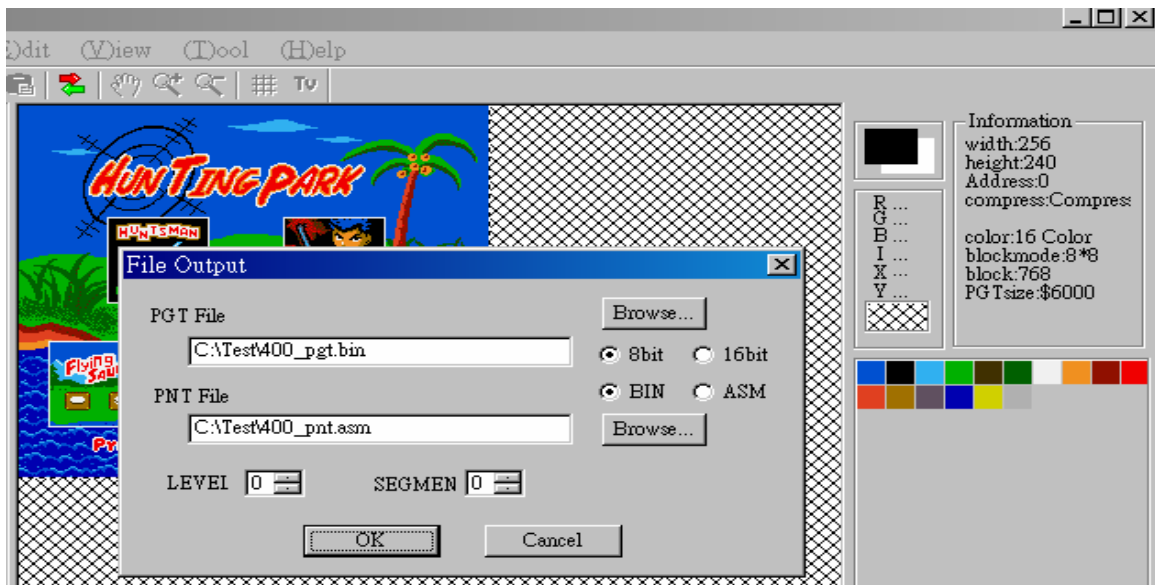 )dit (V)iew (T)ool (H)elp
TV
HUNTING PARK
HUNTSMAN
Flying
Information
width:256
height:240
Address:0
compress:Compres
color:16 Color
blockmode:8*8
block:768
PGTsize:$6000
R ...
G ...
B ...
I ...
X ...
Y ...
File Output
PGT File
Browse...
C:\Test\400_pgt.bin
8bit 16bit
BIN ASM
PNT File
C:\Test\400_pnt.asm
Browse...
LEVEL 0 SEGMEN 0
OK Cancel